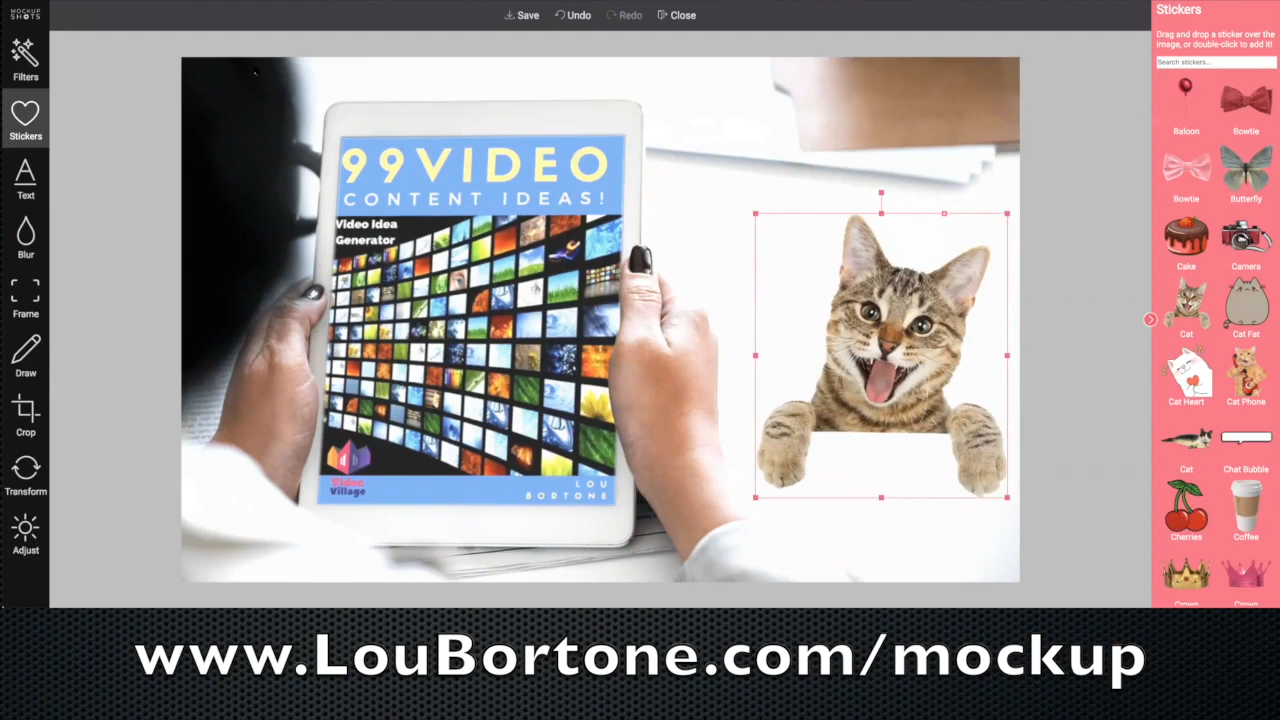 MOCKUP
SHOTS
Save
Undo
Redo
Close
Filters
Stickers
Text
Blur
Frame
Draw
Crop
Transform
Adjust
99VIDEO
CONTENT IDEAS!
Video Idea
Generator
Video
Village
LOU
BORTONE
Stickers
Drag and drop a sticker over the
image, or double-click to add it!
Search stickers...
Baloon
Bowtie
Bowtie
Butterfly
Cake
Camera
Cat
Cat Fat
Cat Heart
Cat Phone
Cat
Chat Bubble
Cherries
Coffee
Crown
Crown
www.LouBortone.com/mockup